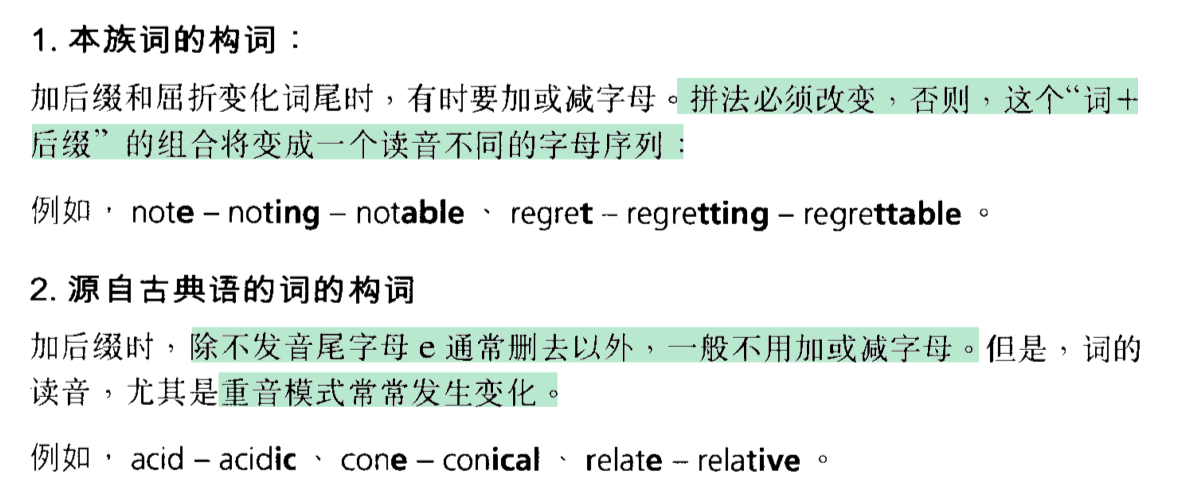 1. 本族词的构词：
加后缀和屈折变化词尾时，有时要加或减字母。拼法必须改变，否则，这个“词＋
后缀”的组合将变成一个读音不同的字母序列：
例如， note – noting – notable 、 regret – regretting – regrettable 。
2. 源自古典语的词的构词
加后缀时，除不发音尾字母 e 通常删去以外，一般不用加或减字母。但是，词的
读音，尤其是重音模式常常发生变化。
例如， acid – acidic 、 cone – conical 、 relate – relative 。